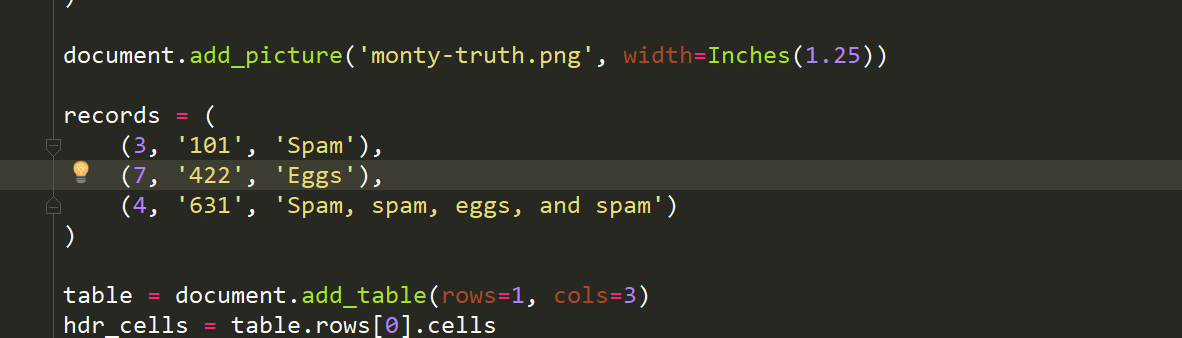 )
document.add_picture('monty-truth.png', width=Inches(1.25))
records = (
    (3, '101', 'Spam'),
    (7, '422', 'Eggs'),
    (4, '631', 'Spam, spam, eggs, and spam')
)
table = document.add_table(rows=1, cols=3)
hdr_cells = table.rows[0].cells